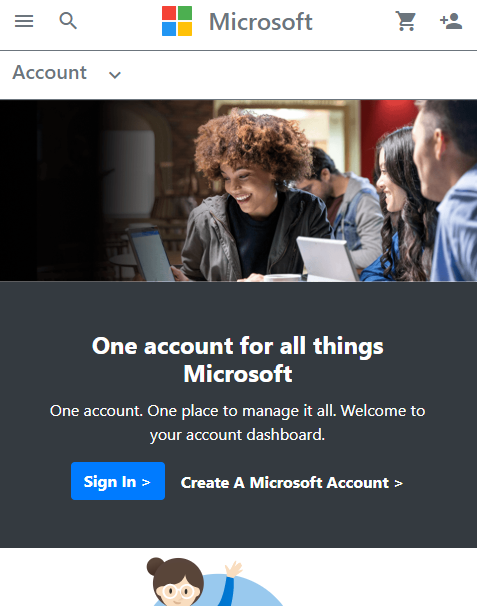 Microsoft
Account
One account for all things
Microsoft
One account. One place to manage it all. Welcome to
your account dashboard.
Sign In > Create A Microsoft Account >